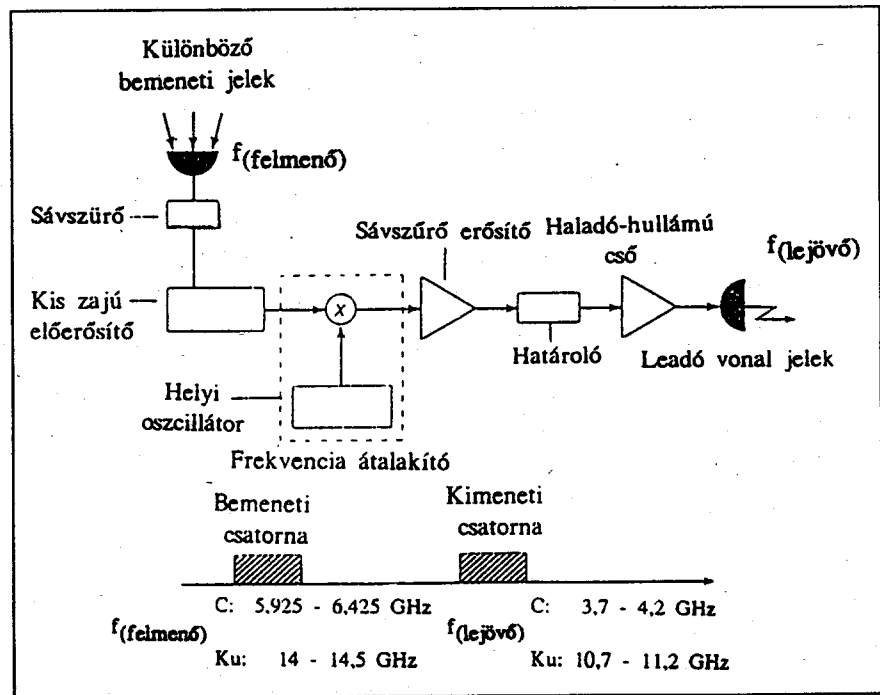 Különböző
bemeneti jelek
f(felmenő)
Sávszürő
Kis zajú
előerősítő
Sávszűrő erősítő
Haladó-hullámú
cső
f(lejövő)
x
Határoló
Leadó vonal jelek
Helyi
oszcillátor
Frekvencia átalakító
Bemeneti
csatorna
Kimeneti
csatorna
C: 5,925 - 6,425 GHz
C: 3,7 - 4,2 GHz
f(felmenő)
f(lejövő)
Ku: 14 - 14,5 GHz
Ku: 10,7 - 11,2 GHz